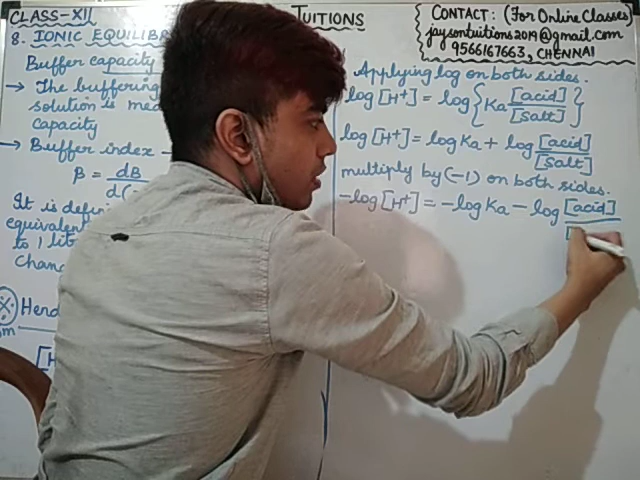 CLASS-XII
TUITIONS
CONTACT: (For Online Classes)
jaysontuitions2019@gmail.com
9566167663, CHENNAI
8. IONIC EQUILIB
Buffer capacity
→ The buffering
solution is mea
capacity
→ Buffer index -
β = dB
d(
It is defin
equivalen
to 1 lit
Chan
Hend
[H
Applying log on both sides.
log [H⁺] = log { Ka [acid] / [salt] }
log [H⁺] = log Ka + log [acid] / [salt]
multiply by (-1) on both sides.
-log [H⁺] = -log Ka - log [acid]